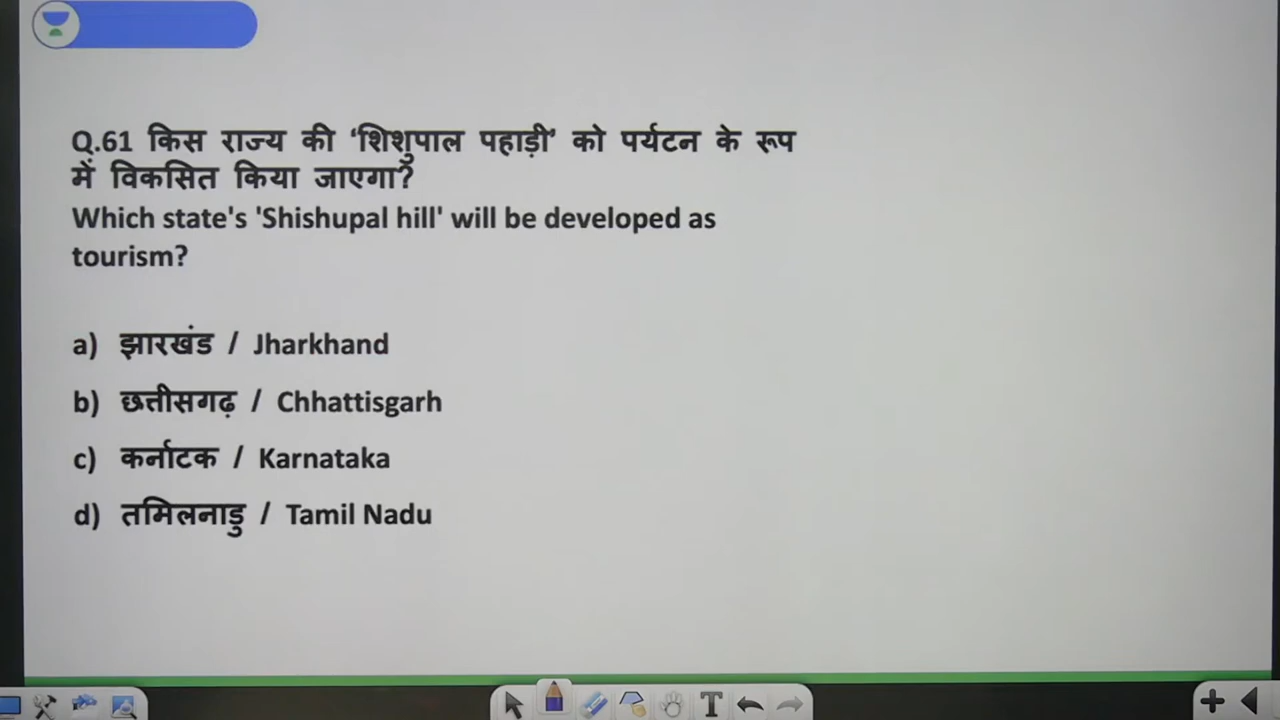 Q.61 किस राज्य की ‘शिशुपाल पहाड़ी’ को पर्यटन के रूप
में विकसित किया जाएगा?
Which state's 'Shishupal hill' will be developed as
tourism?
a) झारखंड / Jharkhand
b) छत्तीसगढ़ / Chhattisgarh
c) कर्नाटक / Karnataka
d) तमिलनाडु / Tamil Nadu
T